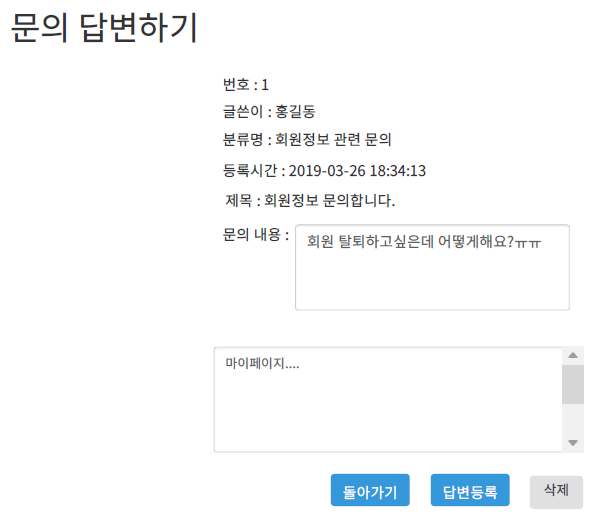 문의 답변하기
번호 : 1
글쓴이 : 홍길동
분류명 : 회원정보 관련 문의
등록시간 : 2019-03-26 18:34:13
제목 : 회원정보 문의합니다.
문의 내용 : 회원 탈퇴하고싶은데 어떻게해요?ㅠㅠ
마이페이지....
돌아가기 답변등록 삭제